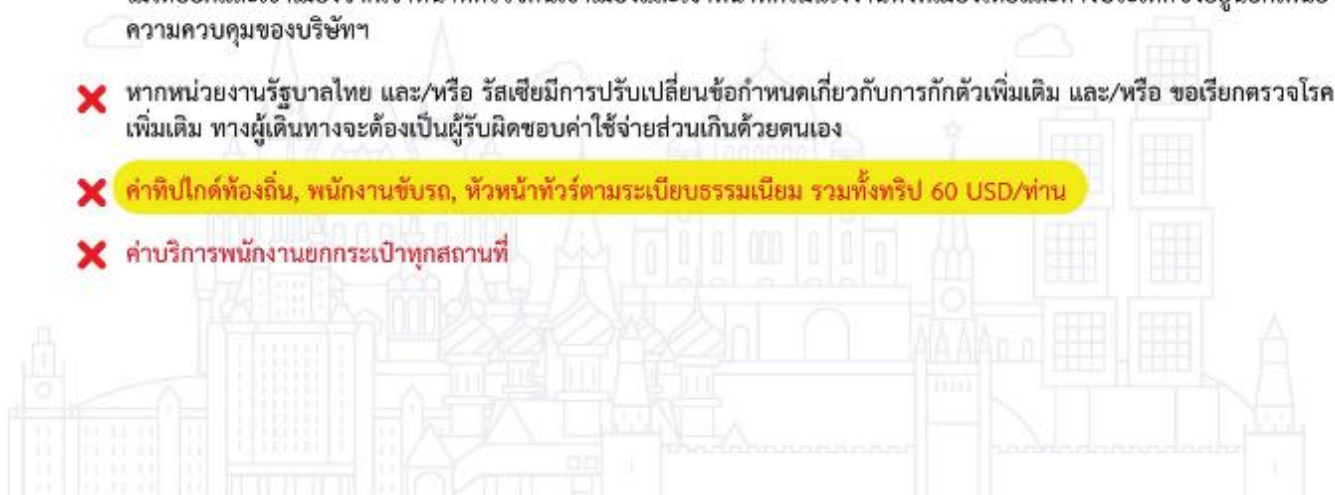 ความควบคุมของบริษัทฯ
หากหน่วยงานรัฐบาลไทย และ/หรือ รัสเซียมีการปรับเปลี่ยนข้อกำหนดเกี่ยวกับการกักตัวเพิ่มเติม และ/หรือ ขอเรียกตรวจโรค
เพิ่มเติม ทางผู้เดินทางจะต้องเป็นผู้รับผิดชอบค่าใช้จ่ายส่วนเกินด้วยตนเอง
ค่าทิปไกด์ท้องถิ่น, พนักงานขับรถ, หัวหน้าทัวร์ตามระเบียบธรรมเนียม รวมทั้งทริป 60 USD/ท่าน
ค่าบริการพนักงานยกกระเป๋าทุกสถานที่